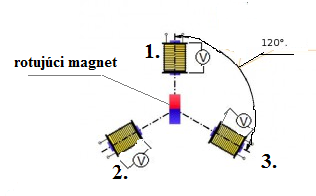 1.
120°.
V
rotujúci magnet
V
V
2.
3.